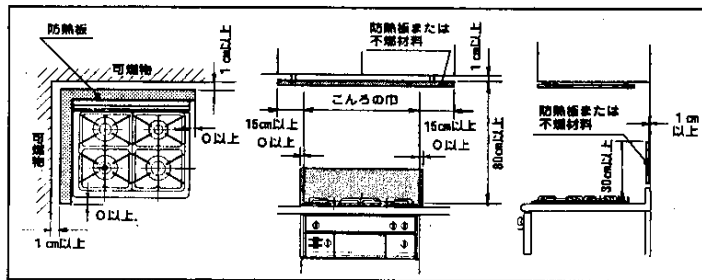 防熱板
可燃物
1cm以上
可燃物
0以上
0以上
1cm以上
防熱板または
不燃材料
1cm以上
こんろの巾
15cm以上
15cm以上
0以上
0以上
80cm以上
防熱板または
不燃材料
1cm
以上
30cm以上